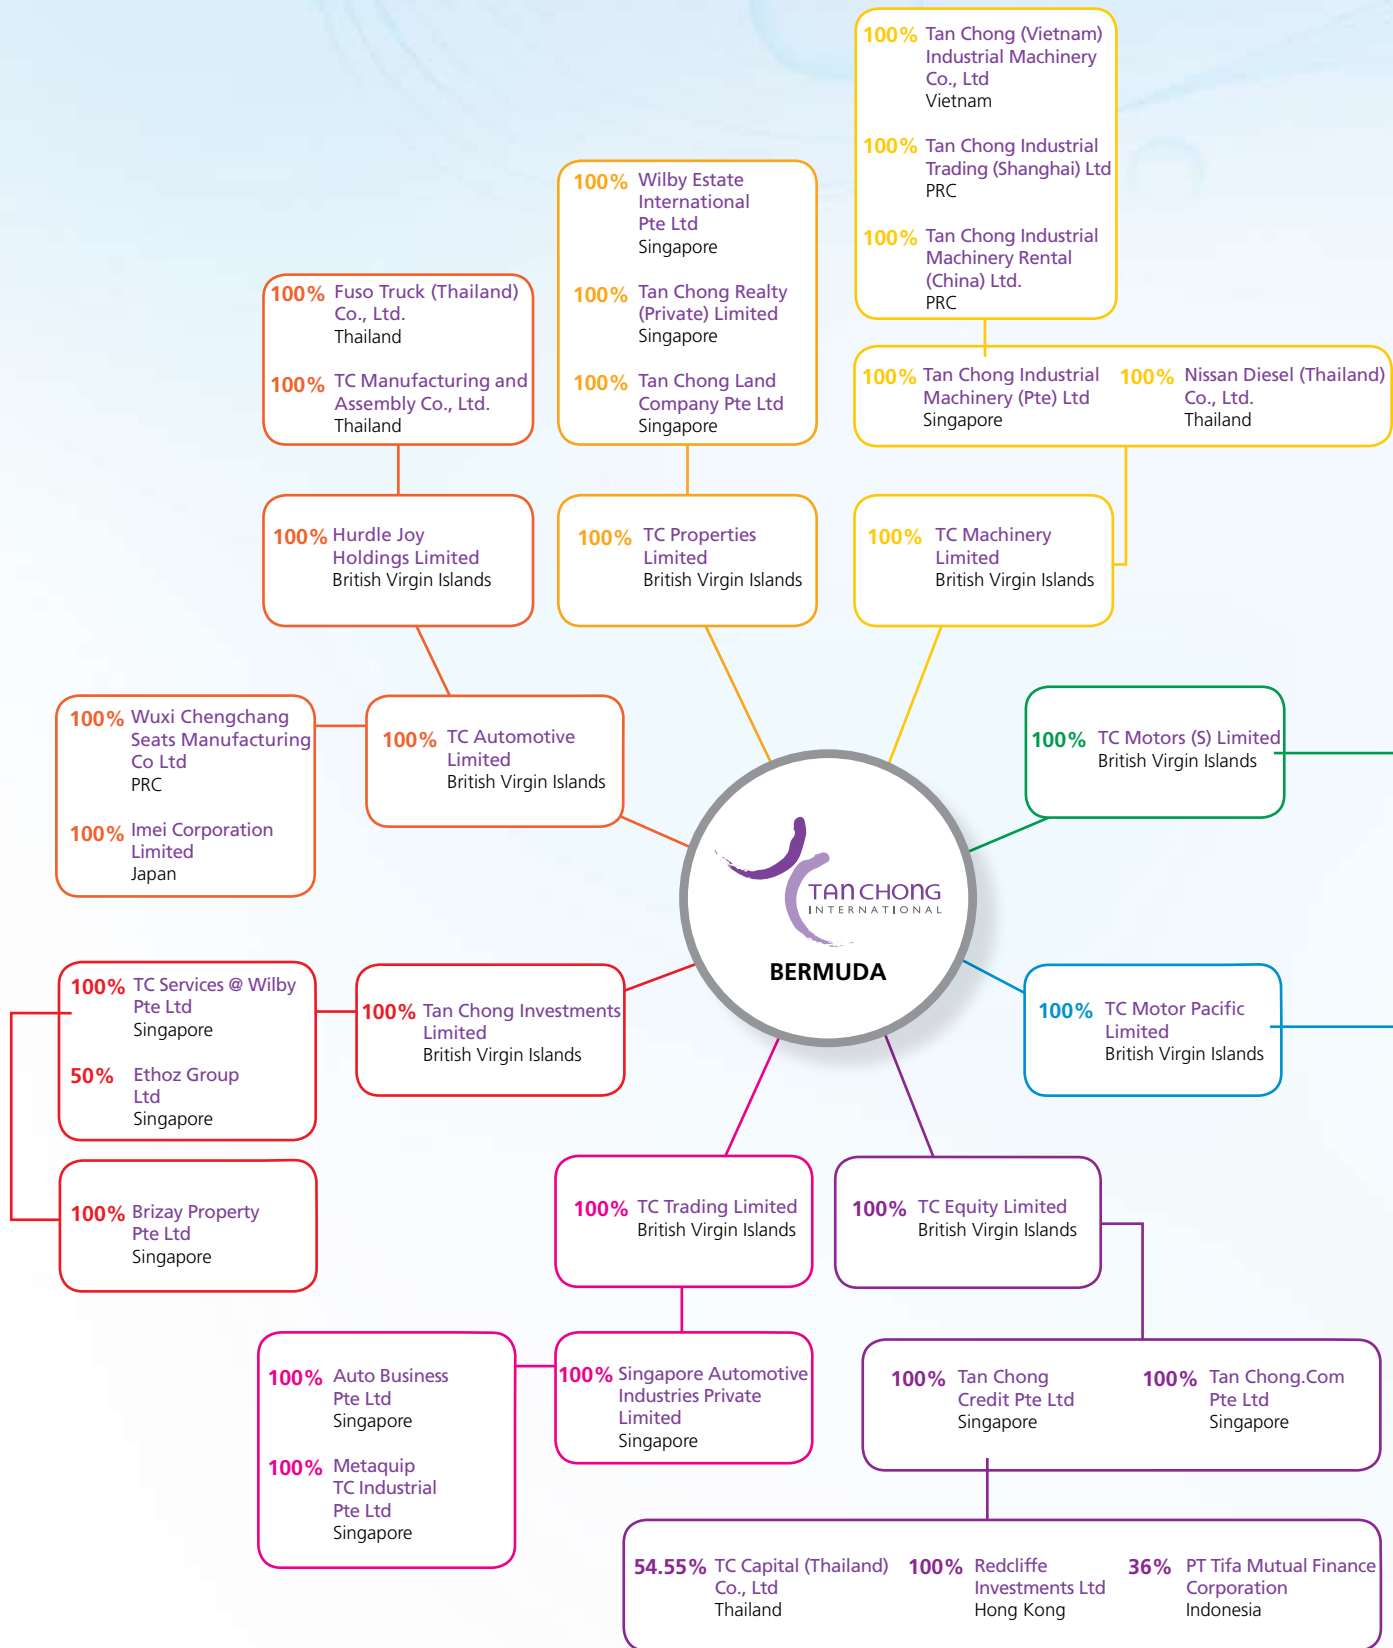 100% Tan Chong (Vietnam)
Industrial Machinery
Co., Ltd
Vietnam
100% Tan Chong Industrial
Trading (Shanghai) Ltd
PRC
100% Tan Chong Industrial
Machinery Rental
(China) Ltd.
PRC
100% Wilby Estate
International
Pte Ltd
Singapore
100% Tan Chong Realty
(Private) Limited
Singapore
100% Tan Chong Land
Company Pte Ltd
Singapore
100% Fuso Truck (Thailand)
Co., Ltd.
Thailand
100% TC Manufacturing and
Assembly Co., Ltd.
Thailand
100% Tan Chong Industrial
Machinery (Pte) Ltd
Singapore
100% Nissan Diesel (Thailand)
Co., Ltd.
Thailand
100% Hurdle Joy
Holdings Limited
British Virgin Islands
100% TC Properties
Limited
British Virgin Islands
100% TC Machinery
Limited
British Virgin Islands
100% Wuxi Chengchang
Seats Manufacturing
Co Ltd
PRC
100% Imei Corporation
Limited
Japan
100% TC Automotive
Limited
British Virgin Islands
100% TC Motors (S) Limited
British Virgin Islands
TAN CHONG
INTERNATIONAL
BERMUDA
100% TC Services @ Wilby
Pte Ltd
Singapore
50% Ethoz Group
Ltd
Singapore
100% Tan Chong Investments
Limited
British Virgin Islands
100% TC Motor Pacific
Limited
British Virgin Islands
100% Brizay Property
Pte Ltd
Singapore
100% TC Trading Limited
British Virgin Islands
100% TC Equity Limited
British Virgin Islands
100% Auto Business
Pte Ltd
Singapore
100% Metaquip
TC Industrial
Pte Ltd
Singapore
100% Singapore Automotive
Industries Private
Limited
Singapore
100% Tan Chong
Credit Pte Ltd
Singapore
100% Tan Chong.Com
Pte Ltd
Singapore
54.55% TC Capital (Thailand)
Co., Ltd
Thailand
100% Redcliffe
Investments Ltd
Hong Kong
36% PT Tifa Mutual Finance
Corporation
Indonesia